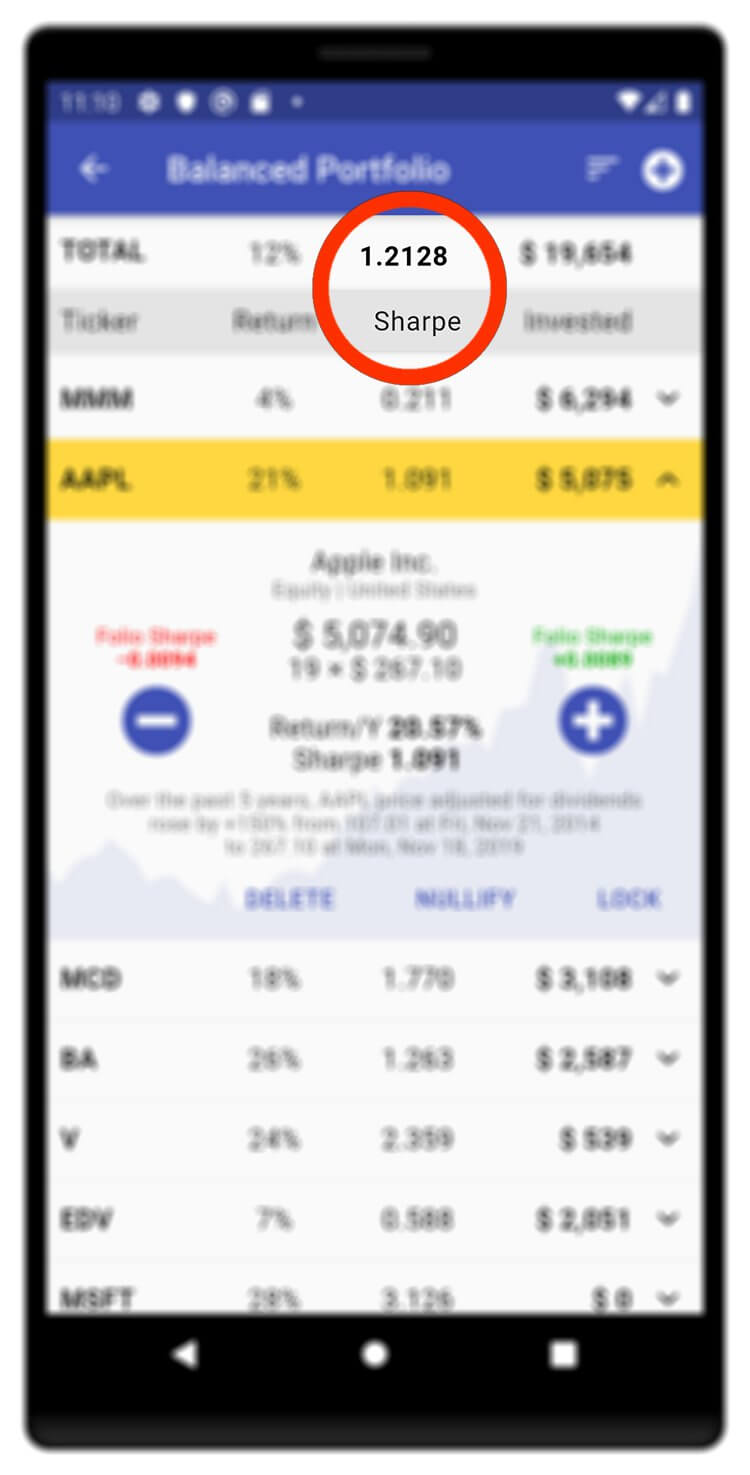 11:10
Balanced Portfolio
TOTAL 12% 1.2128 $ 19,654
Ticker Return Sharpe Invested
MMM 4% 0.211 $ 6,294
AAPL 21% 1.091 $ 5,075
Apple Inc.
Equity | United States
Folio Sharpe $ 5,074.90 Folio Sharpe
-0.0094 19 × $ 267.10 +0.0089
Return/Y 20.57%
Sharpe 1.091
Over the past 5 years, AAPL price adjusted for dividends
rose by +150% from 107.01 at Fri, Nov 21, 2014
to 267.10 at Mon, Nov 18, 2019
DELETE NULLIFY LOCK
MCD 18% 1.770 $ 3,108
BA 26% 1.263 $ 2,587
V 24% 2.359 $ 539
EDV 7% 0.588 $ 2,051
MSFT 28% 3.126 $ 0